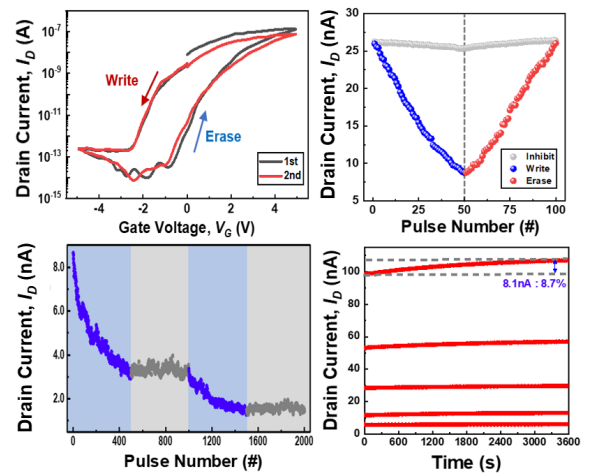 Drain Current, I_D (A)
10⁻⁷
10⁻⁹
10⁻¹¹
10⁻¹³
10⁻¹⁵
Write
Erase
1st
2nd
-4 -2 0 2 4
Gate Voltage, V_G (V)
Drain Current, I_D (nA)
30
25
20
15
10
5
Inhibit
Write
Erase
0 25 50 75 100
Pulse Number (#)
Drain Current, I_D (nA)
8.0
6.0
4.0
2.0
0 400 800 1200 1600 2000
Pulse Number (#)
Drain Current, I_D (nA)
100
80
60
40
20
0
8.1nA : 8.7%
0 600 1200 1800 2400 3000 3600
Time (s)